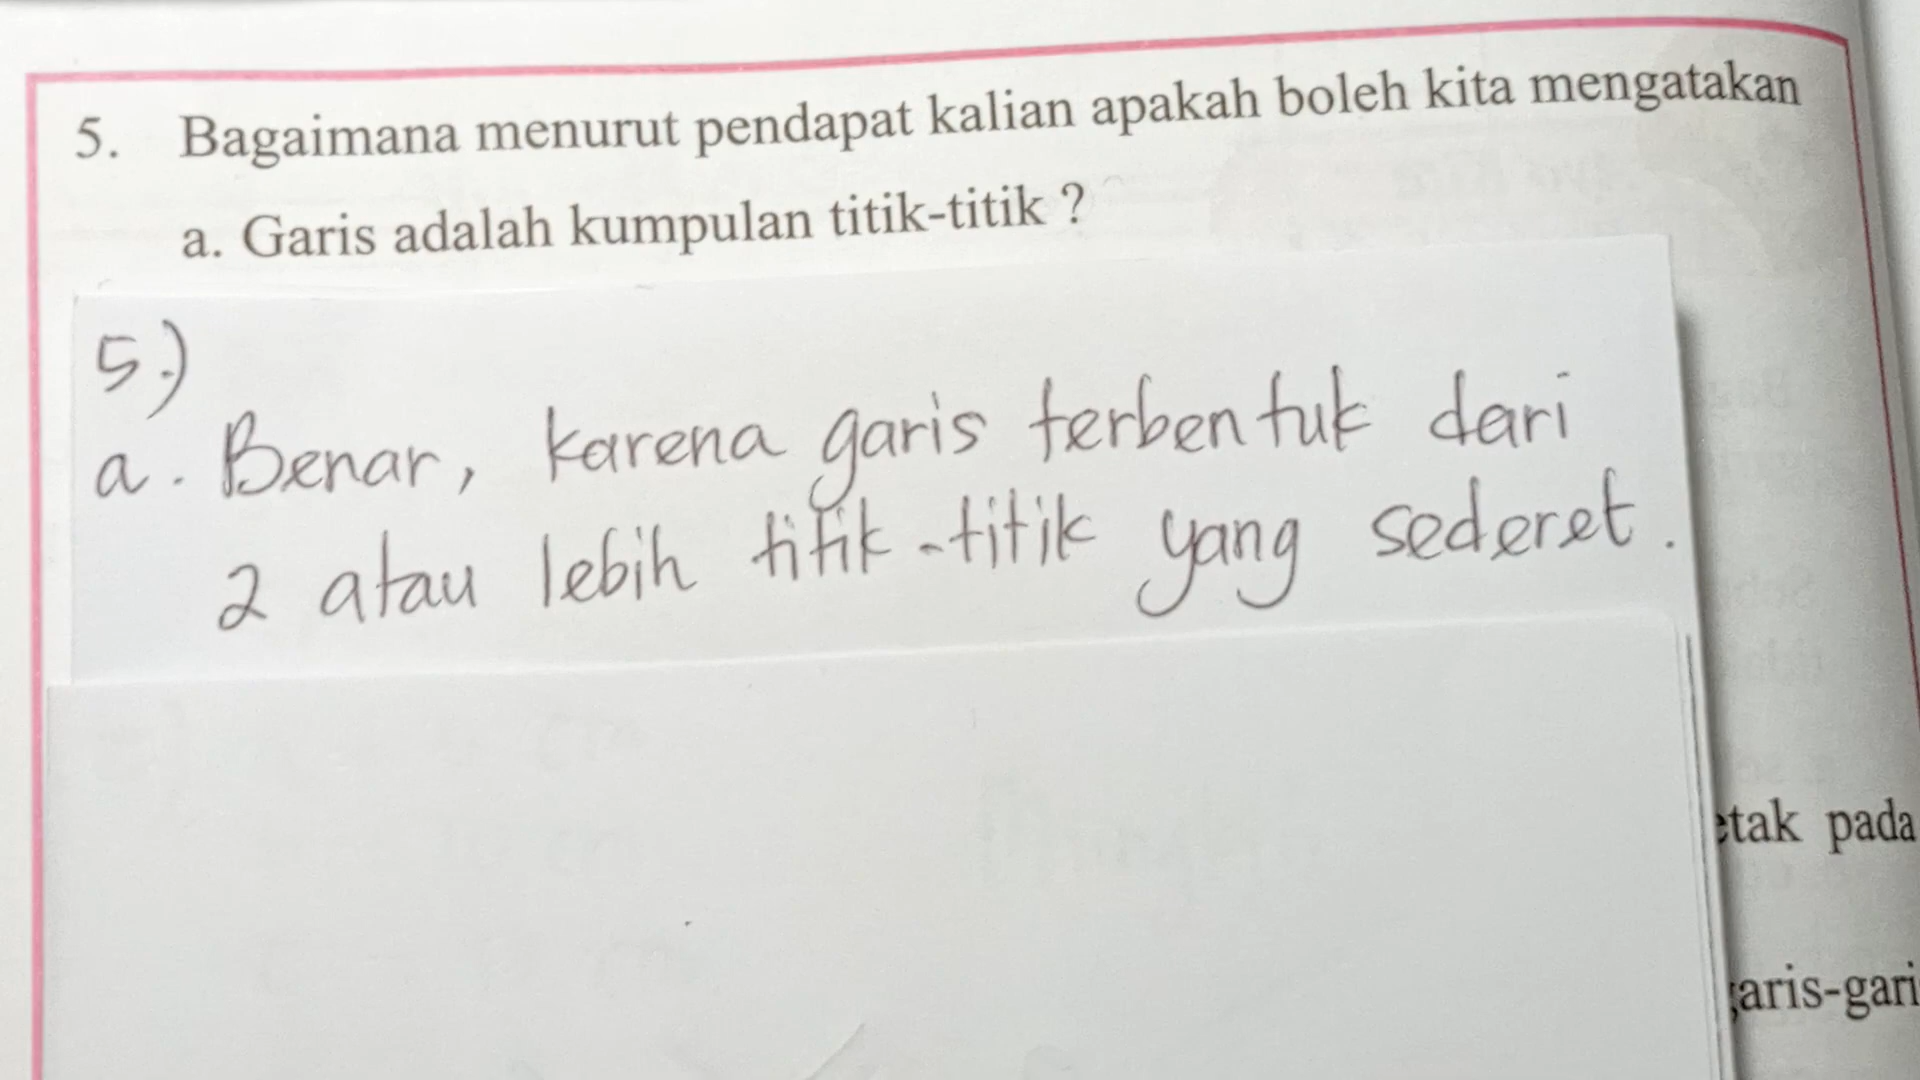 5. Bagaimana menurut pendapat kalian apakah boleh kita mengatakan
a. Garis adalah kumpulan titik-titik ?
5.)
a. Benar, karena garis terbentuk dari
2 atau lebih titik-titik yang sederet.
pada